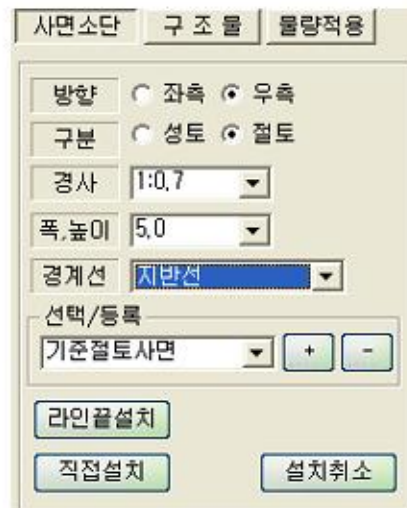 사면소단 구 조 물 물량적용
방향 좌측 우측
구분 성토 절토
경사 1:0.7
폭,높이 5.0
경계선 지반선
선택/등록
기준절토사면 + -
라인끝설치
직접설치 설치취소